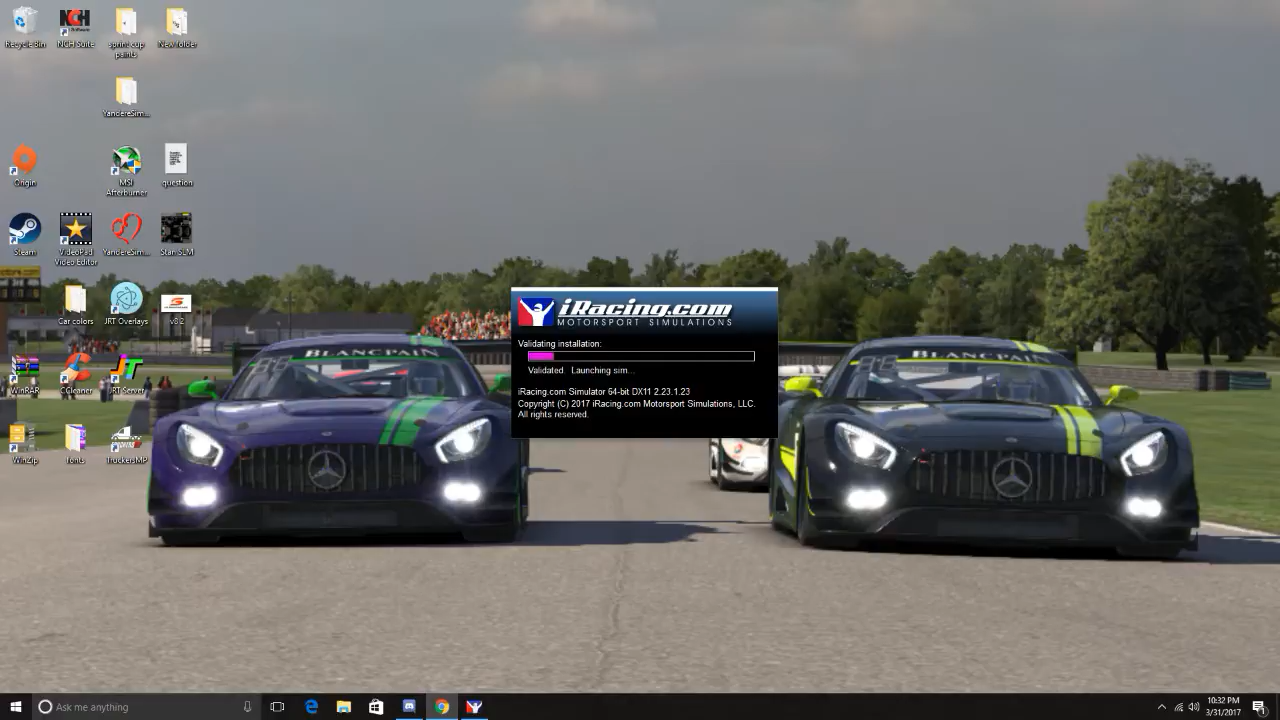 Recycle Bin
NCH Suite
sprint cup
points
New folder
YandereSim...
Origin
MSI
Afterburner
question
Steam
VideoPad
Video Editor
YandereSim...
Stan SLM
Car colors
JRT Overlays
v8.2
WinRAR
CCleaner
JRT Server
WinZip
fonts
TruckersMP
BLANCPAIN
BLANCPAIN
iRacing.com
MOTORSPORT SIMULATIONS
Validating installation:
Validated. Launching sim...
iRacing.com Simulator 64-bit DX11 2.23.1.23
Copyright (C) 2017 iRacing.com Motorsport Simulations, LLC.
All rights reserved.
Ask me anything
10:32 PM
3/31/2017